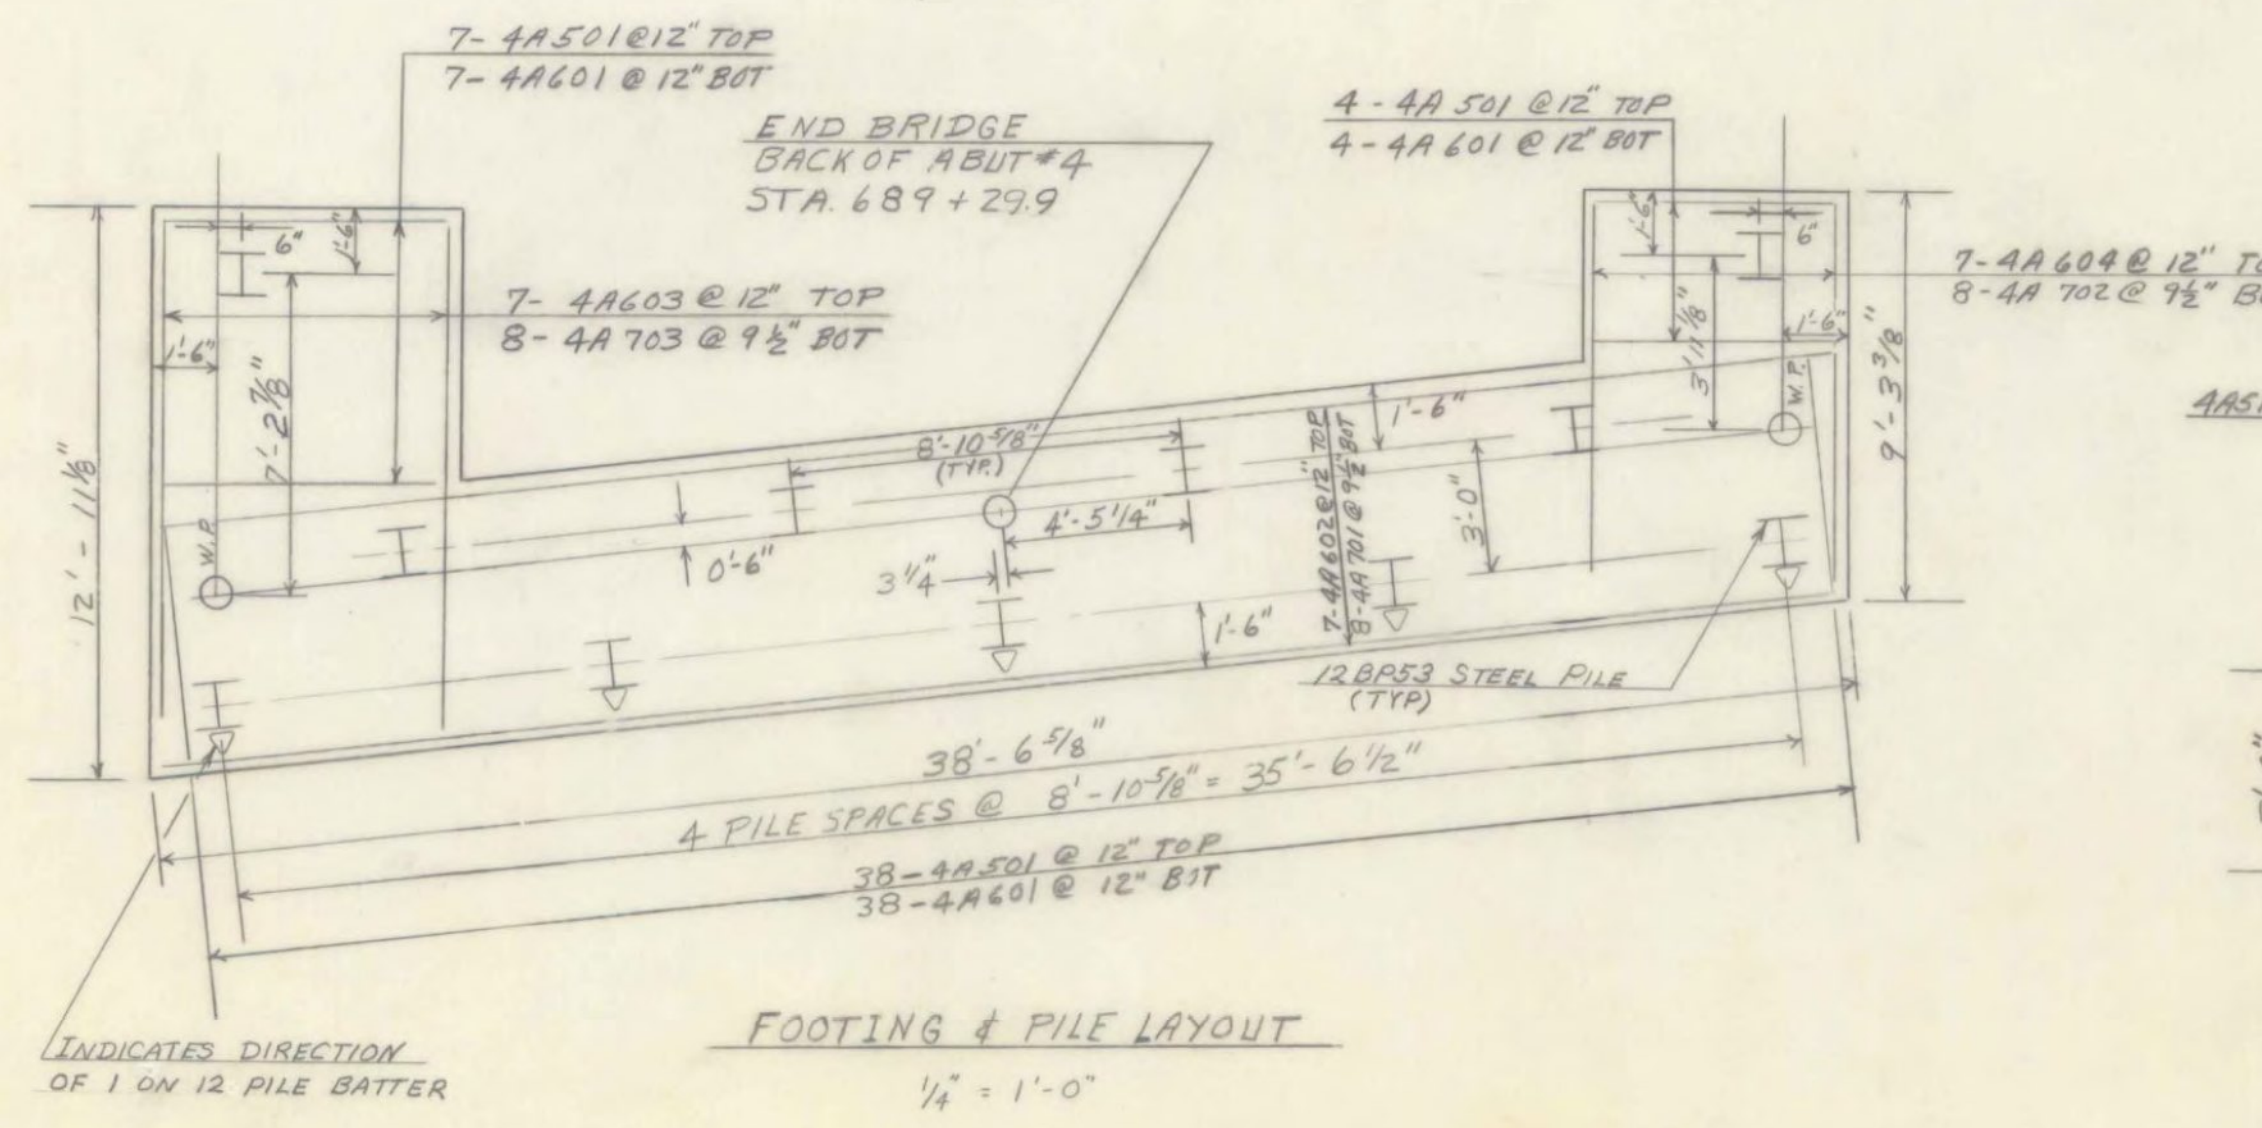 7- 4A501@12" TOP
7- 4A601 @ 12" BOT
END BRIDGE
BACK OF ABUT #4
STA. 689 + 29.9
4 - 4A 501 @ 12" TOP
4 - 4A 601 @ 12" BOT
6"
1'-6"
1'-6"
6"
7- 4A603 @ 12" TOP
8- 4A 703 @ 9½" BOT
7- 4A 604 @ 12"
8-4A 702 @ 9½"
1'-6"
7'-2⅞"
3'11⅛"
1'-6"
9'-3⅜"
W.P.
12'-11⅛"
8'-10⅝"
(TYP.)
1'-6"
7-4A602@12" TOP
8-4A701@9½" BOT
W.P.
4'-5¼"
3'-0"
0'-6"
3¼"
1'-6"
12BP53 STEEL PILE
(TYP)
38'-6⅝"
4 PILE SPACES @ 8'-10⅝" = 35'-6½"
38-4A501 @ 12" TOP
38-4A601 @ 12" BOT
INDICATES DIRECTION
OF 1 ON 12 PILE BATTER
FOOTING & PILE LAYOUT
¼" = 1'-0"